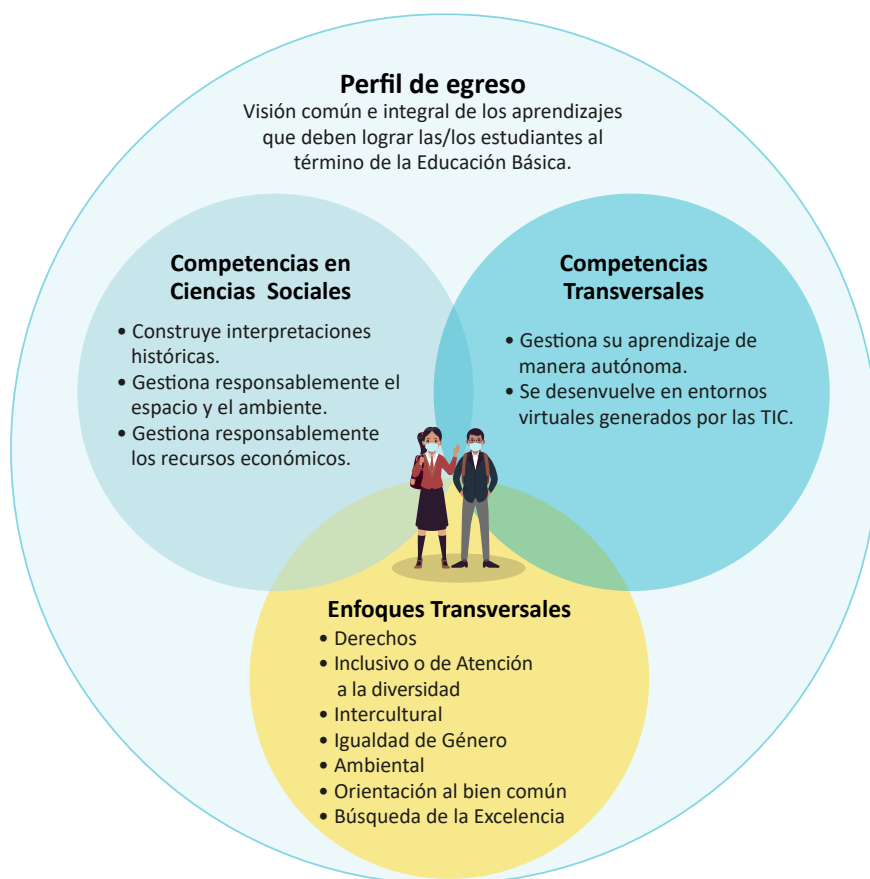 Perfil de egreso
Visión común e integral de los aprendizajes
que deben lograr las/los estudiantes al
término de la Educación Básica.
Competencias en
Ciencias Sociales
• Construye interpretaciones
históricas.
• Gestiona responsablemente el
espacio y el ambiente.
• Gestiona responsablemente
los recursos económicos.
Competencias
Transversales
• Gestiona su aprendizaje de
manera autónoma.
• Se desenvuelve en entornos
virtuales generados por las TIC.
Enfoques Transversales
• Derechos
• Inclusivo o de Atención
a la diversidad
• Intercultural
• Igualdad de Género
• Ambiental
• Orientación al bien común
• Búsqueda de la Excelencia